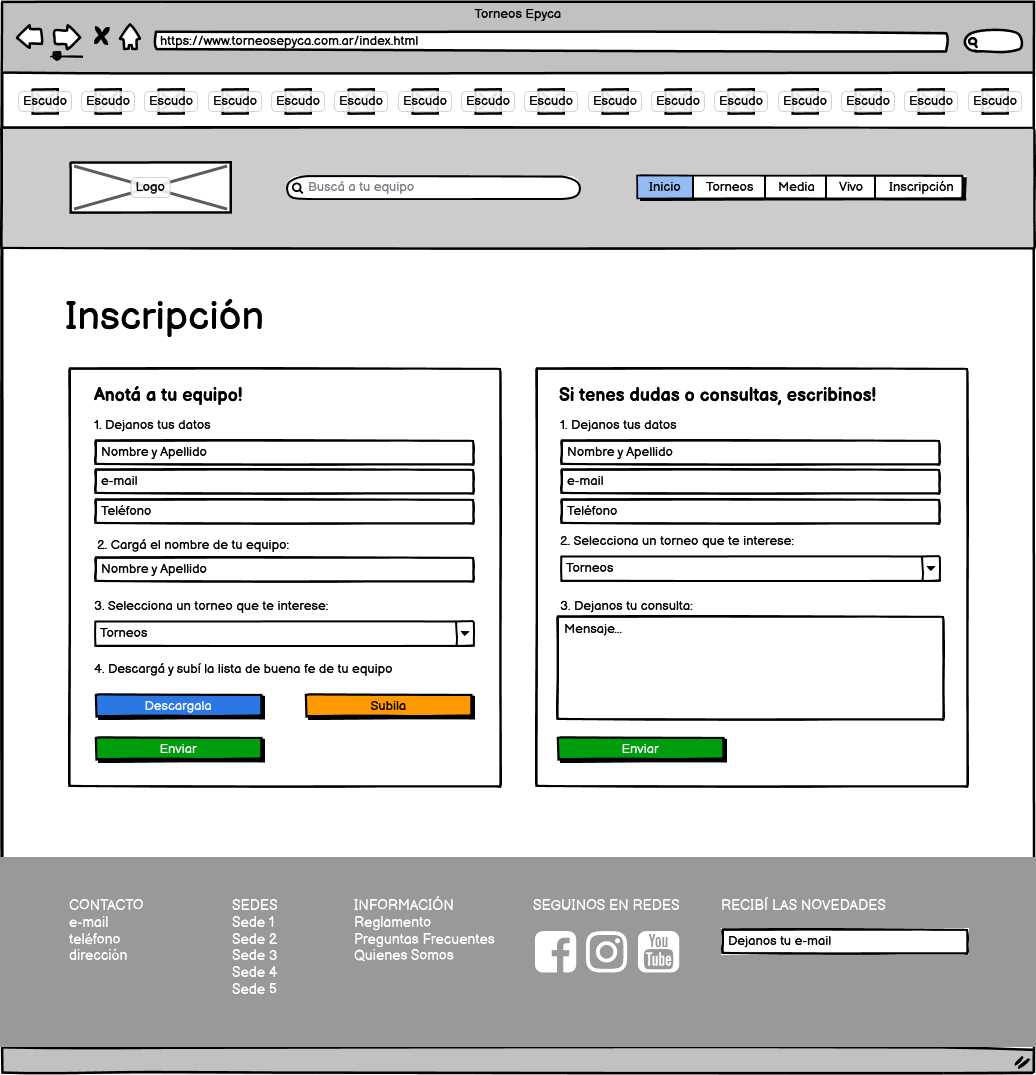 Torneos Epyca
https://www.torneosepyca.com.ar/index.html
Escudo Escudo Escudo Escudo Escudo Escudo Escudo Escudo Escudo Escudo Escudo Escudo Escudo Escudo Escudo Escudo
Logo
Buscá a tu equipo
Inicio Torneos Media Vivo Inscripción
Inscripción
Anotá a tu equipo!
1. Dejanos tus datos
Nombre y Apellido
e-mail
Teléfono
2. Cargá el nombre de tu equipo:
Nombre y Apellido
3. Selecciona un torneo que te interese:
Torneos
4. Descargá y subí la lista de buena fe de tu equipo
Descargala Subila
Enviar
Si tenes dudas o consultas, escribinos!
1. Dejanos tus datos
Nombre y Apellido
e-mail
Teléfono
2. Selecciona un torneo que te interese:
Torneos
3. Dejanos tu consulta:
Mensaje...
Enviar
CONTACTO
e-mail
teléfono
dirección
SEDES
Sede 1
Sede 2
Sede 3
Sede 4
Sede 5
INFORMACIÓN
Reglamento
Preguntas Frecuentes
Quienes Somos
SEGUINOS EN REDES
You
Tube
RECIBÍ LAS NOVEDADES
Dejanos tu e-mail